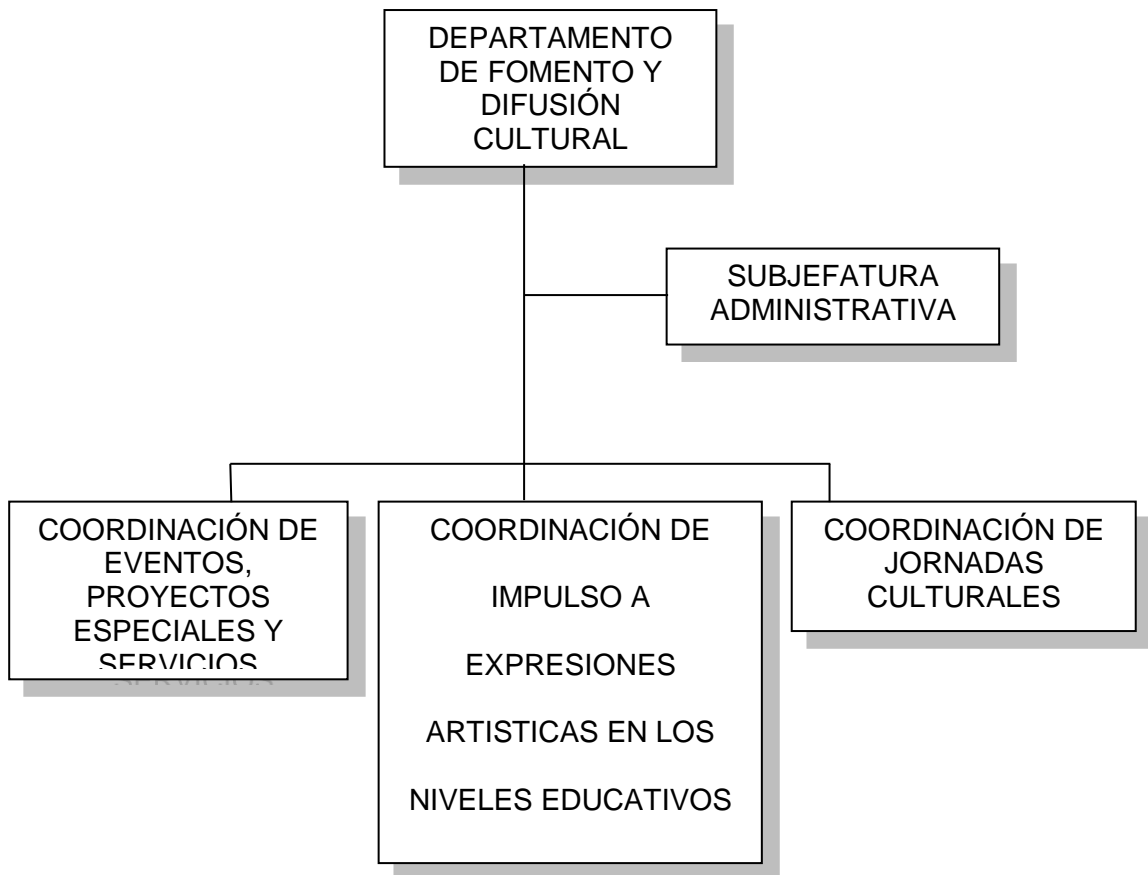 DEPARTAMENTO
DE FOMENTO Y
DIFUSIÓN
CULTURAL
SUBJEFATURA
ADMINISTRATIVA
COORDINACIÓN DE
EVENTOS,
PROYECTOS
ESPECIALES Y
SERVICIOS
COORDINACIÓN DE
IMPULSO A
EXPRESIONES
ARTISTICAS EN LOS
NIVELES EDUCATIVOS
COORDINACIÓN DE
JORNADAS
CULTURALES